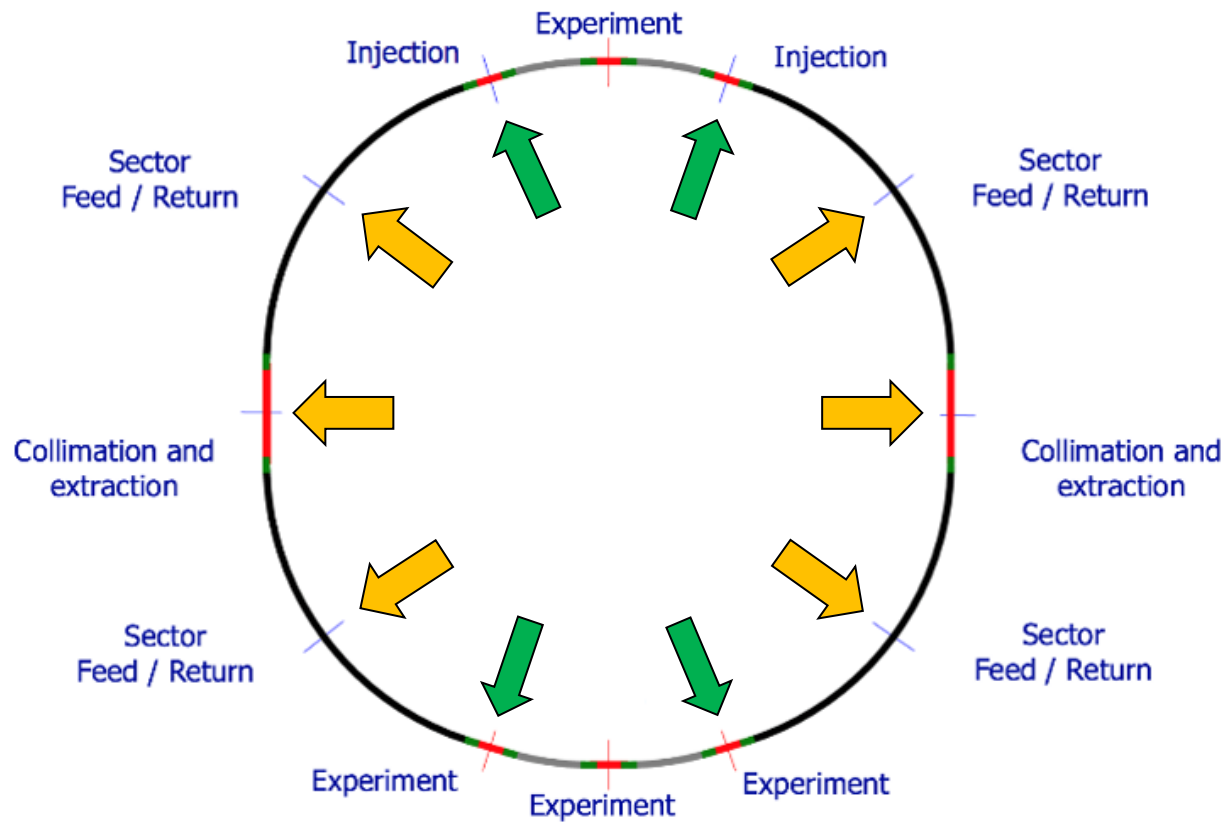 Experiment
Injection
Injection
Sector
Feed / Return
Sector
Feed / Return
Collimation and
extraction
Collimation and
extraction
Sector
Feed / Return
Sector
Feed / Return
Experiment
Experiment
Experiment